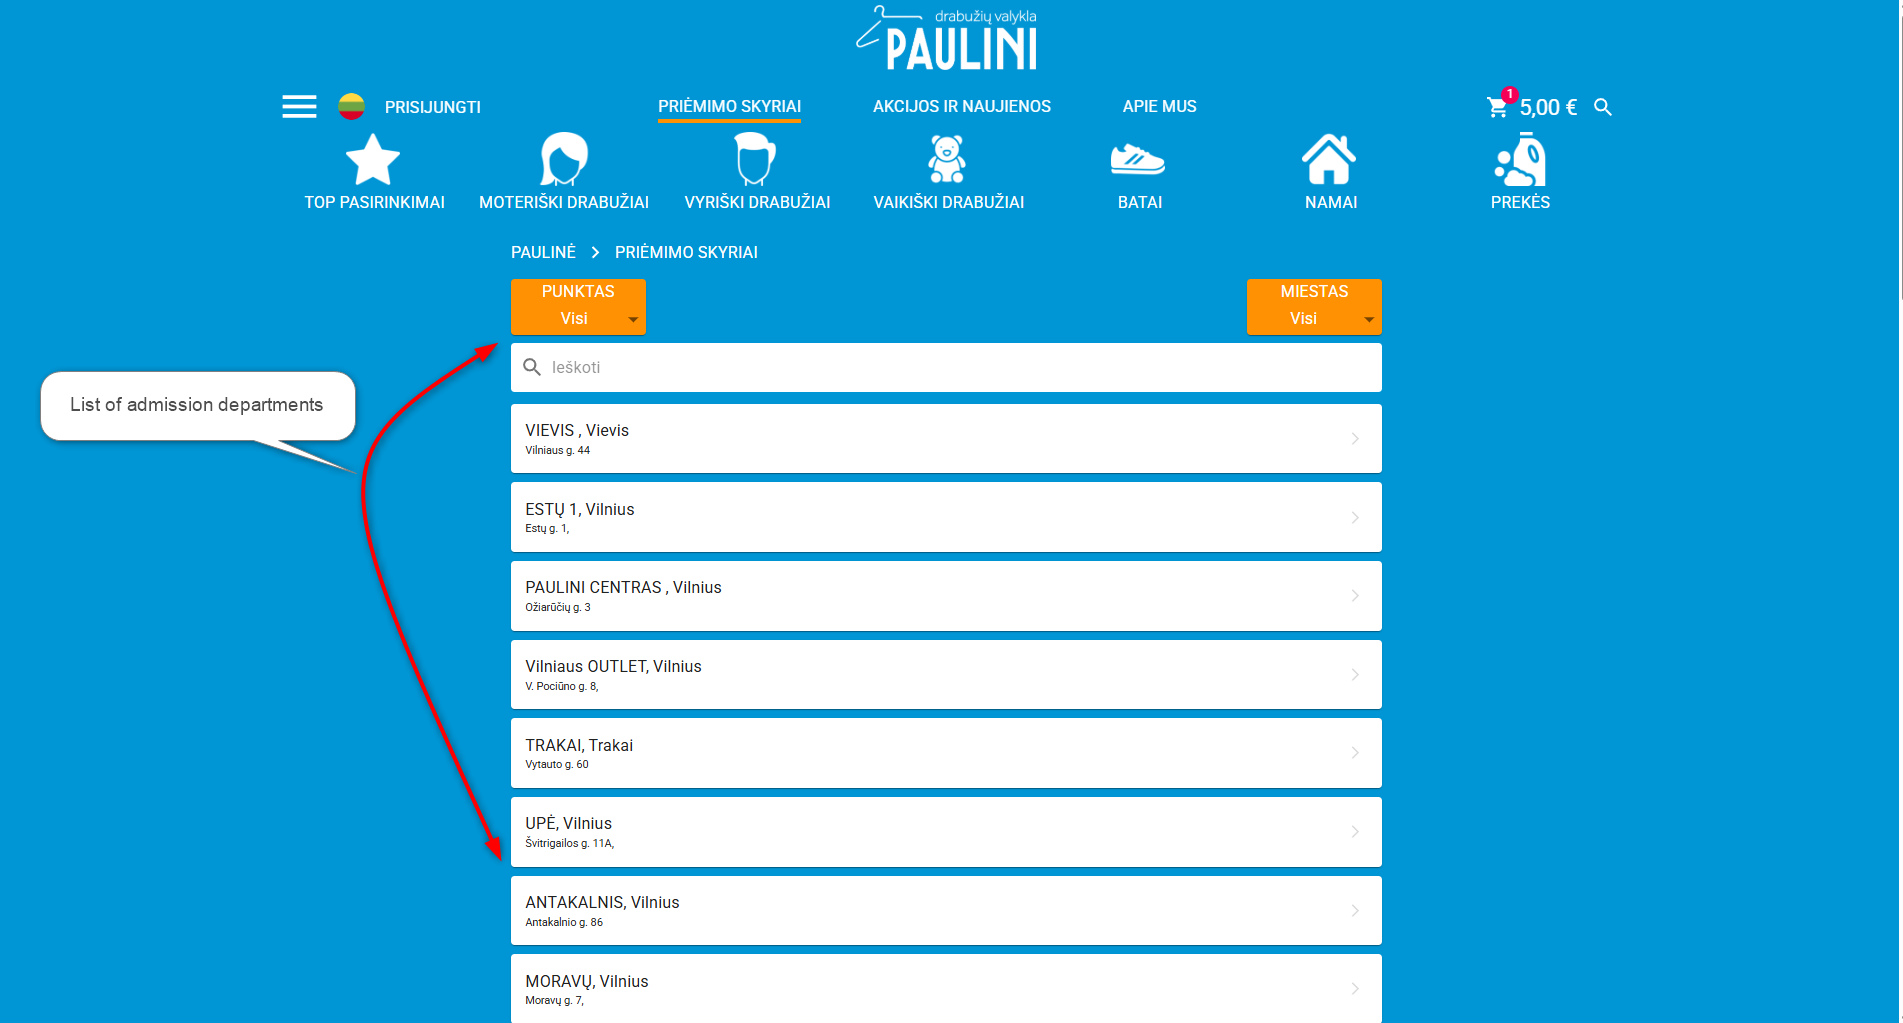 drabužių valykla
PAULINI
PRISIJUNGTI
PRIĖMIMO SKYRIAI
AKCIJOS IR NAUJIENOS
APIE MUS
1
5,00 €
TOP PASIRINKIMAI
MOTERIŠKI DRABUŽIAI
VYRIŠKI DRABUŽIAI
VAIKIŠKI DRABUŽIAI
BATAI
NAMAI
PREKĖS
PAULINĖ > PRIĖMIMO SKYRIAI
PUNKTAS
Visi
MIESTAS
Visi
Ieškoti
List of admission departments
VIEVIS , Vievis
Vilniaus g. 44
ESTŲ 1, Vilnius
Estų g. 1,
PAULINI CENTRAS , Vilnius
Ožiarūčių g. 3
Vilniaus OUTLET, Vilnius
V. Pociūno g. 8,
TRAKAI, Trakai
Vytauto g. 60
UPĖ, Vilnius
Švitrigailos g. 11A,
ANTAKALNIS, Vilnius
Antakalnio g. 86
MORAVŲ, Vilnius
Moravų g. 7,